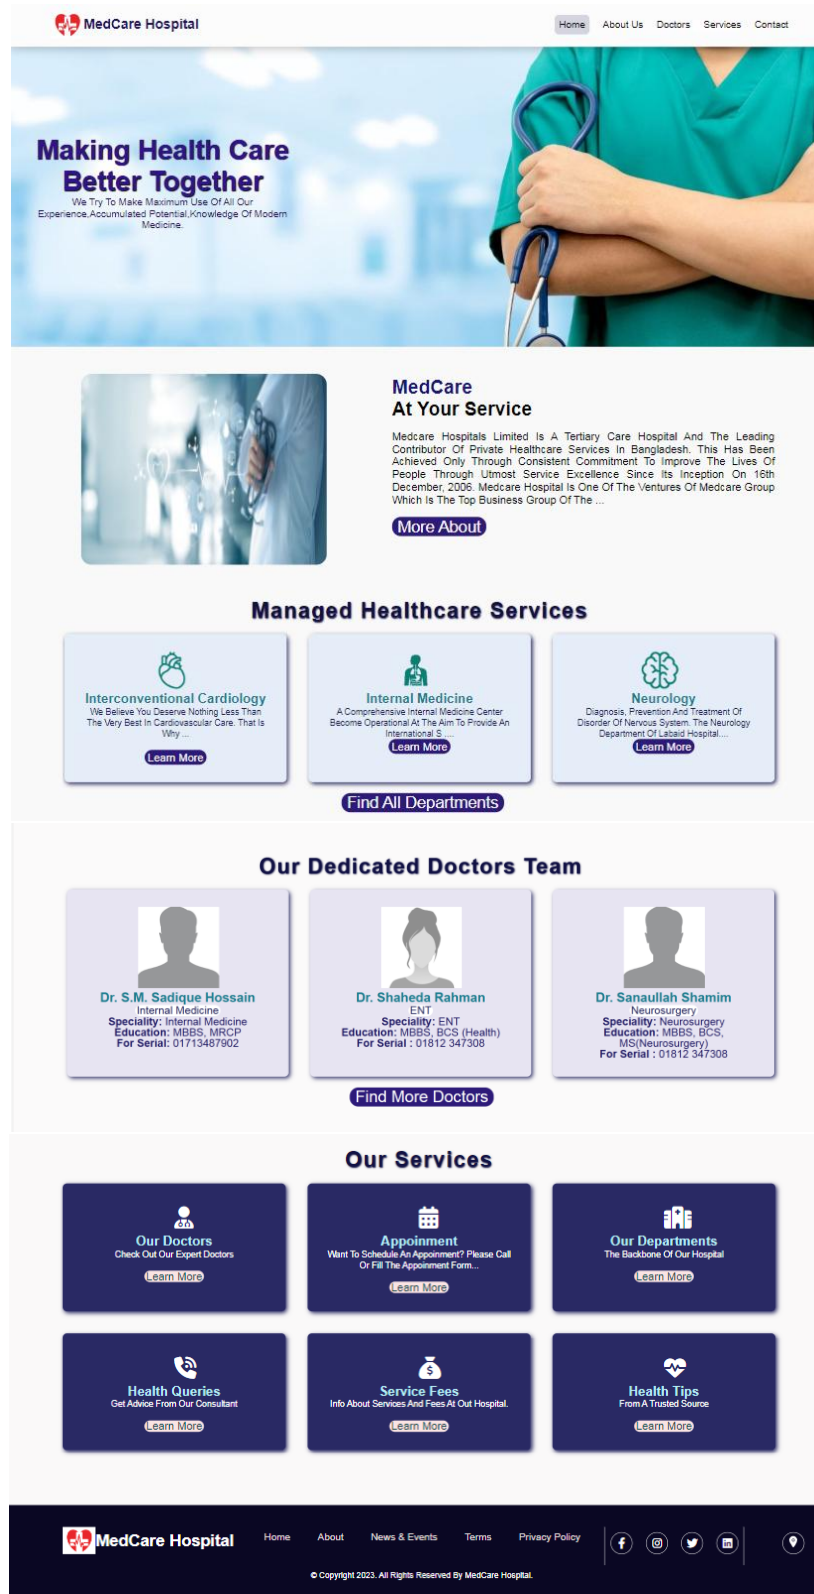 MedCare Hospital
Home About Us Doctors Services Contact
Making Health Care
Better Together
We Try To Make Maximum Use Of All Our
Experience,Accumulated Potential,Knowledge Of Modern
Medicine.
MedCare
At Your Service
Medcare Hospitals Limited Is A Tertiary Care Hospital And The Leading
Contributor Of Private Healthcare Services In Bangladesh. This Has Been
Achieved Only Through Consistent Commitment To Improve The Lives Of
People Through Utmost Service Excellence Since Its Inception On 16th
December, 2006. Medcare Hospital Is One Of The Ventures Of Medcare Group
Which Is The Top Business Group Of The ...
More About
Managed Healthcare Services
Interconventional Cardiology
We Believe You Deserve Nothing Less Than
The Very Best In Cardiovascular Care. That Is
Why ...
Learn More
Internal Medicine
A Comprehensive Internal Medicine Center
Become Operational At The Aim To Provide An
International S ....
Learn More
Neurology
Diagnosis, Prevention And Treatment Of
Disorder Of Nervous System. The Neurology
Department Of Labaid Hospital....
Learn More
Find All Departments
Our Dedicated Doctors Team
Dr. S.M. Sadique Hossain
Internal Medicine
Speciality: Internal Medicine
Education: MBBS, MRCP
For Serial: 01713487902
Dr. Shaheda Rahman
ENT
Speciality: ENT
Education: MBBS, BCS (Health)
For Serial : 01812 347308
Dr. Sanaullah Shamim
Neurosurgery
Speciality: Neurosurgery
Education: MBBS, BCS,
MS(Neurosurgery)
For Serial : 01812 347308
Find More Doctors
Our Services
Our Doctors
Check Out Our Expert Doctors
Learn More
Appoinment
Want To Schedule An Appoinment? Please Call
Or Fill The Appoinment Form...
Learn More
Our Departments
The Backbone Of Our Hospital
Learn More
Health Queries
Get Advice From Our Consultant
Learn More
Service Fees
Info About Services And Fees At Out Hospital.
Learn More
Health Tips
From A Trusted Source
Learn More
MedCare Hospital
Home About News & Events Terms Privacy Policy
© Copyright 2023. All Rights Reserved By MedCare Hospital.